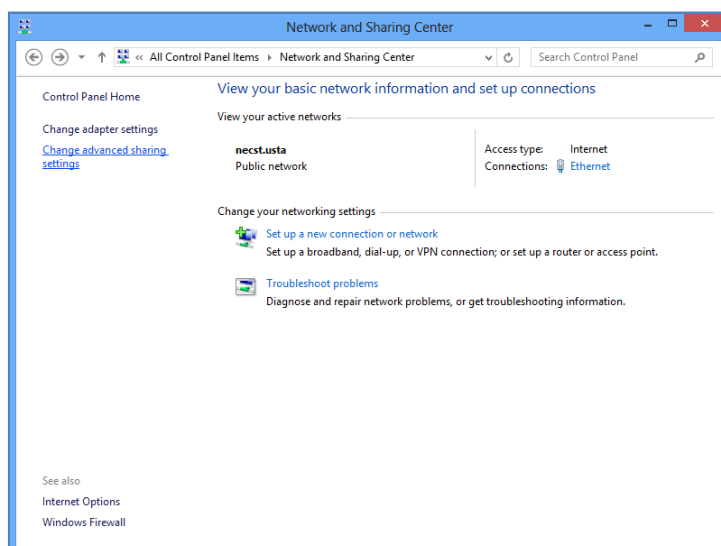 Network and Sharing Center
« All Control Panel Items Network and Sharing Center
Search Control Panel
Control Panel Home
Change adapter settings
Change advanced sharing
settings
See also
Internet Options
Windows Firewall
View your basic network information and set up connections
View your active networks
necst.usta
Public network
Access type: Internet
Connections: Ethernet
Change your networking settings
Set up a new connection or network
Set up a broadband, dial-up, or VPN connection; or set up a router or access point.
Troubleshoot problems
Diagnose and repair network problems, or get troubleshooting information.